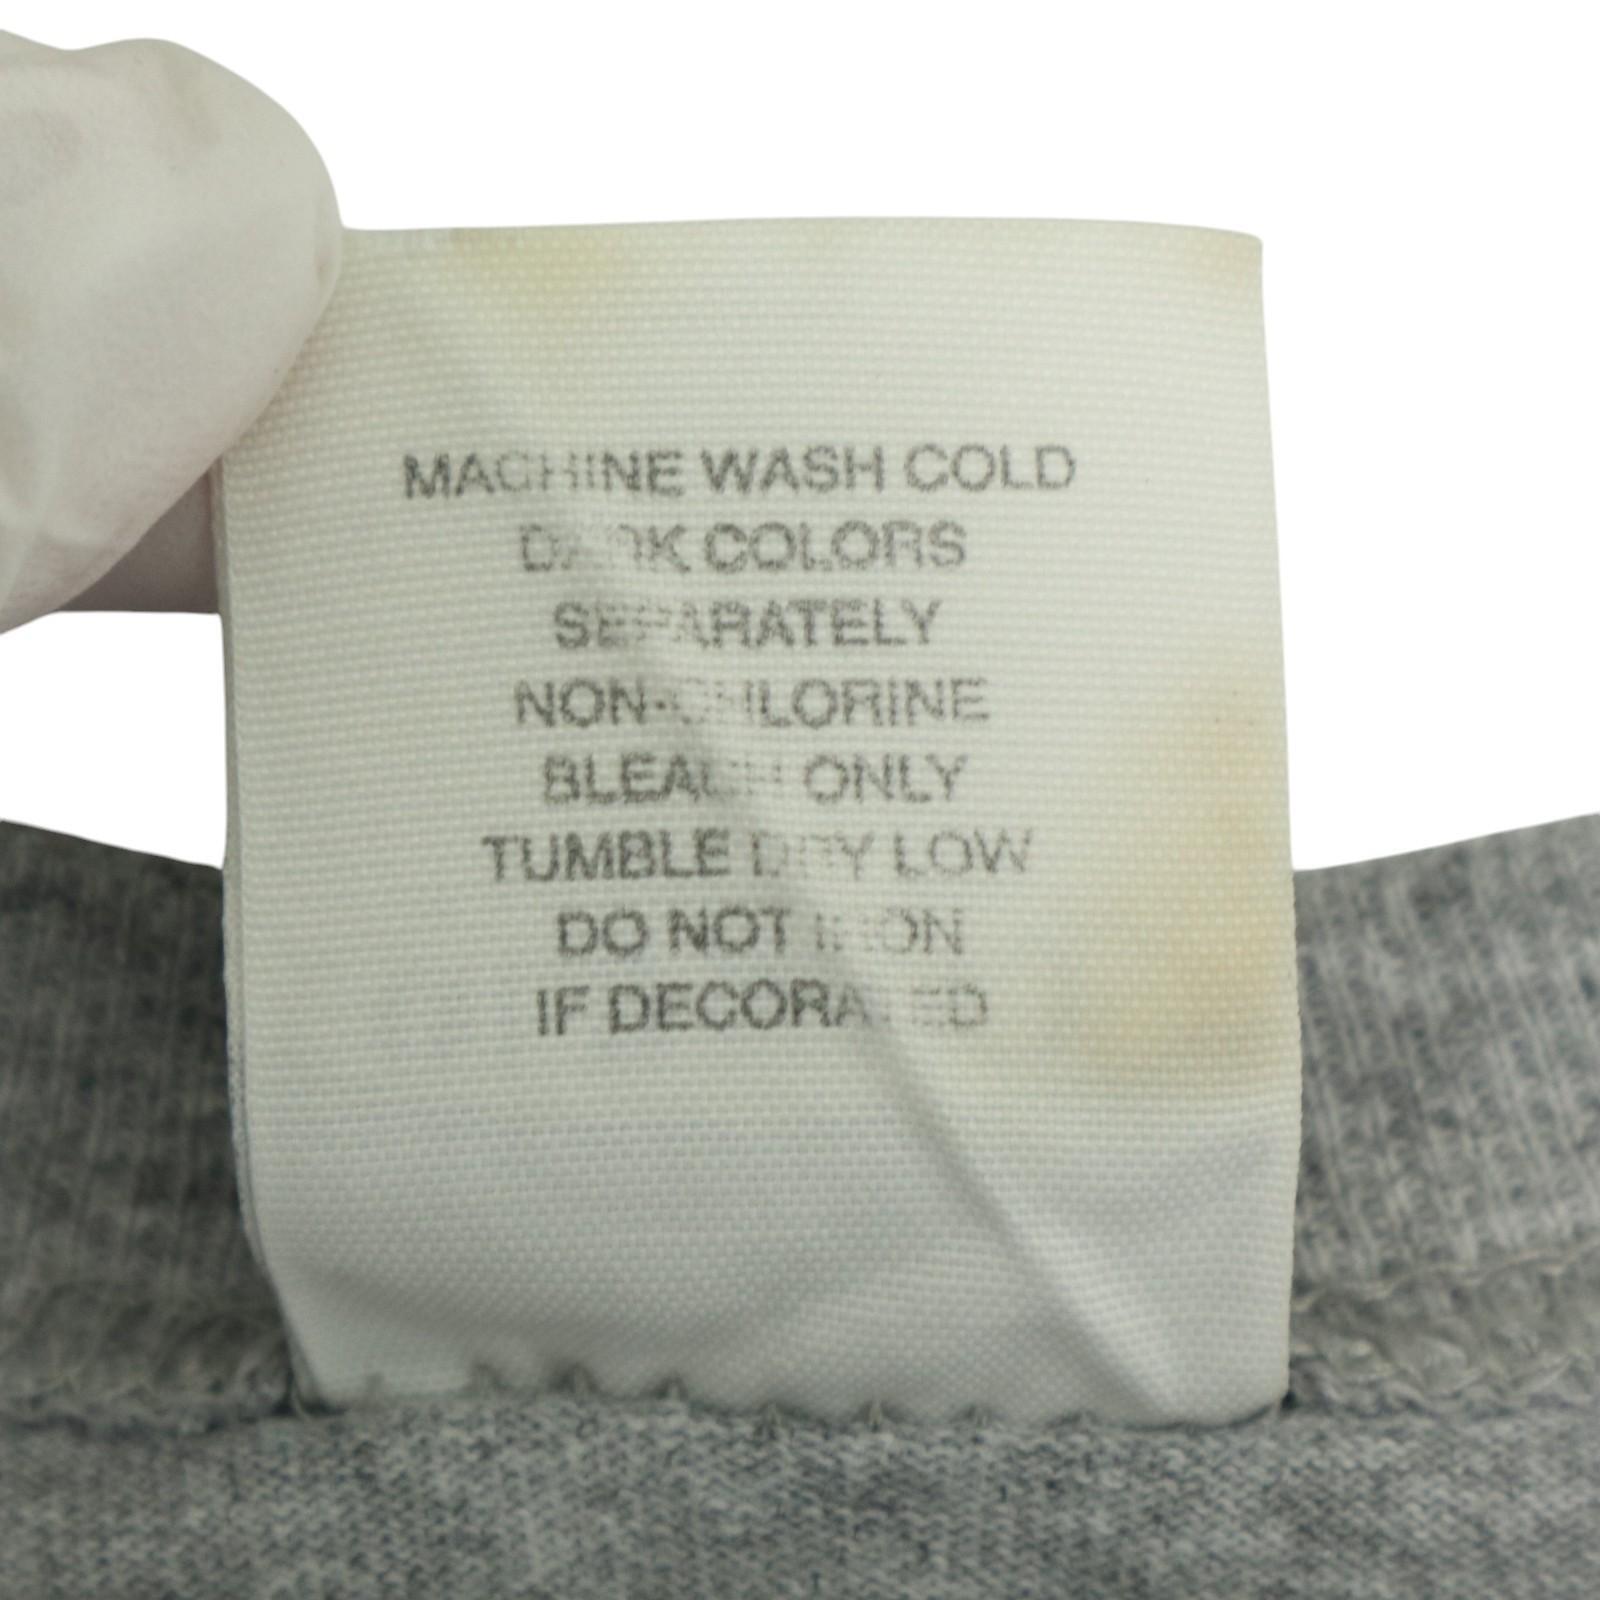 MACHINE WASH COLD
DARK COLORS
SEPARATELY
NON-CHLORINE
BLEACH ONLY
TUMBLE DRY LOW
DO NOT IRON
IF DECORATED